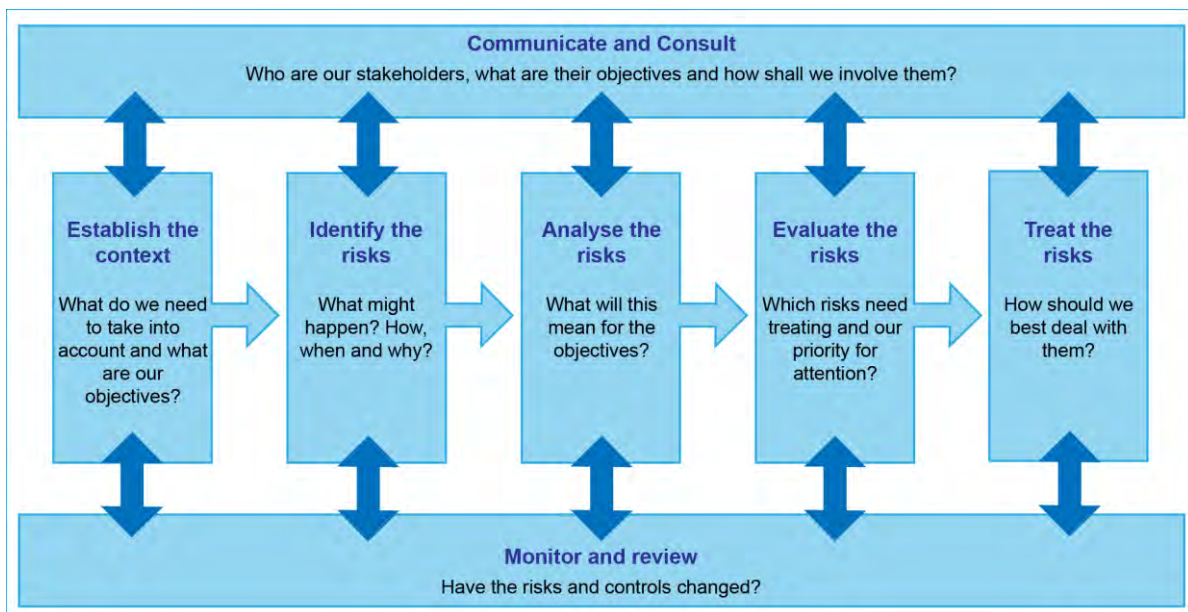 Communicate and Consult
Who are our stakeholders, what are their objectives and how shall we involve them?
Establish the
context
What do we need
to take into
account and what
are our
objectives?
Identify the
risks
What might
happen? How,
when and why?
Analyse the
risks
What will this
mean for the
objectives?
Evaluate the
risks
Which risks need
treating and our
priority for
attention?
Treat the
risks
How should we
best deal with
them?
Monitor and review
Have the risks and controls changed?